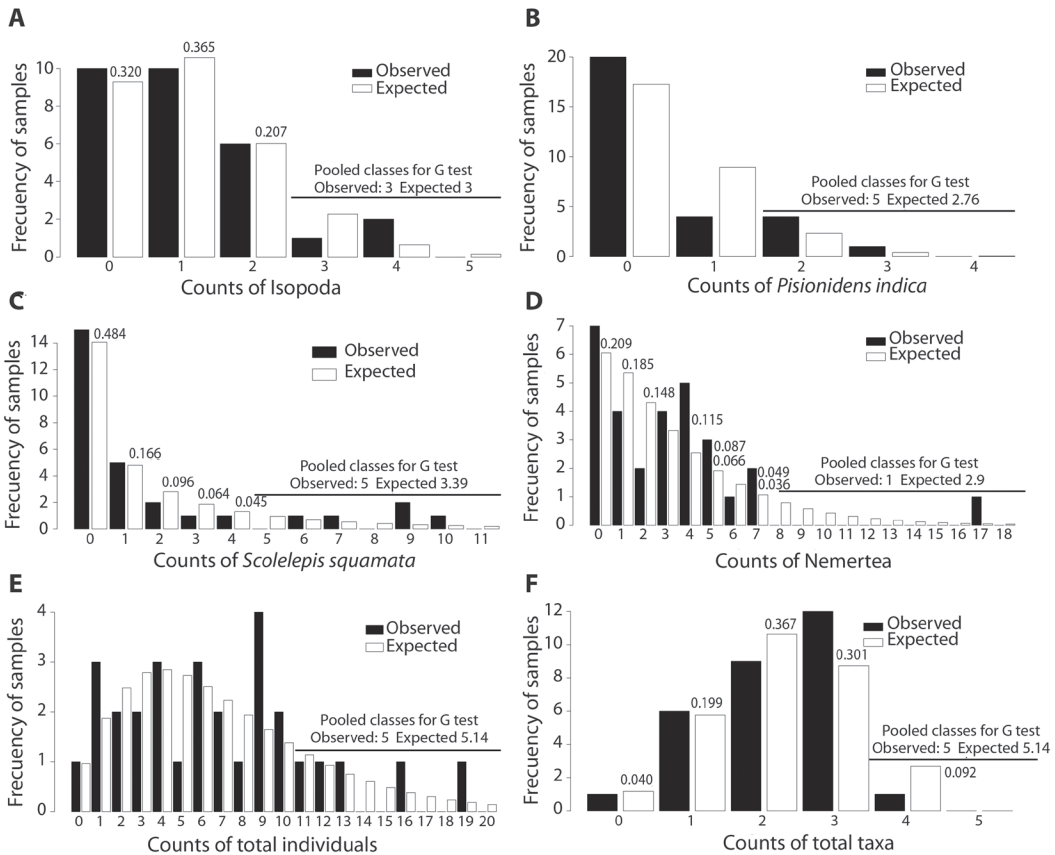 A
Frecuency of samples
10
8
6
4
2
0
0.320
0.365
0.207
Observed
Expected
Pooled classes for G test
Observed: 3 Expected 3
0 1 2 3 4 5
Counts of Isopoda
B
Frecuency of samples
20
15
10
5
0
Observed
Expected
Pooled classes for G test
Observed: 5 Expected 2.76
0 1 2 3 4
Counts of Pisionidens indica
C
Frecuency of samples
14
12
10
8
6
4
2
0
0.484
0.166
0.096
0.064
0.045
Observed
Expected
Pooled classes for G test
Observed: 5 Expected 3.39
0 1 2 3 4 5 6 7 8 9 10 11
Counts of Scolelepis squamata
D
Frecuency of samples
7
6
5
4
3
2
1
0
0.209
0.185
0.148
0.115
0.087
0.066
0.049
0.036
Observed
Expected
Pooled classes for G test
Observed: 1 Expected 2.9
0 1 2 3 4 5 6 7 8 9 10 11 12 13 14 15 16 17 18
Counts of Nemertea
E
Frecuency of samples
4
3
2
1
0
Observed
Expected
Pooled classes for G test
Observed: 5 Expected 5.14
0 1 2 3 4 5 6 7 8 9 10 11 12 13 14 15 16 17 18 19 20
Counts of total individuals
F
Frecuency of samples
12
10
8
6
4
2
0
0.040
0.199
0.367
0.301
0.092
Observed
Expected
Pooled classes for G test
Observed: 5 Expected 5.14
0 1 2 3 4 5
Counts of total taxa